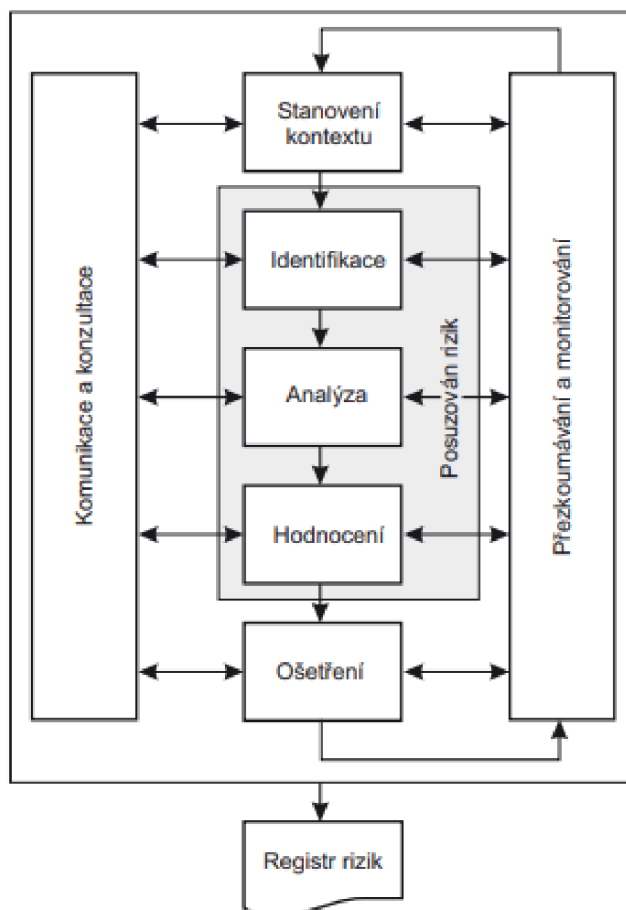 Stanovení
kontextu
Identifikace
Analýza
Hodnocení
Posuzován rizik
Ošetření
Komunikace a konzultace
Přezkoumávání a monitorování
Registr rizik